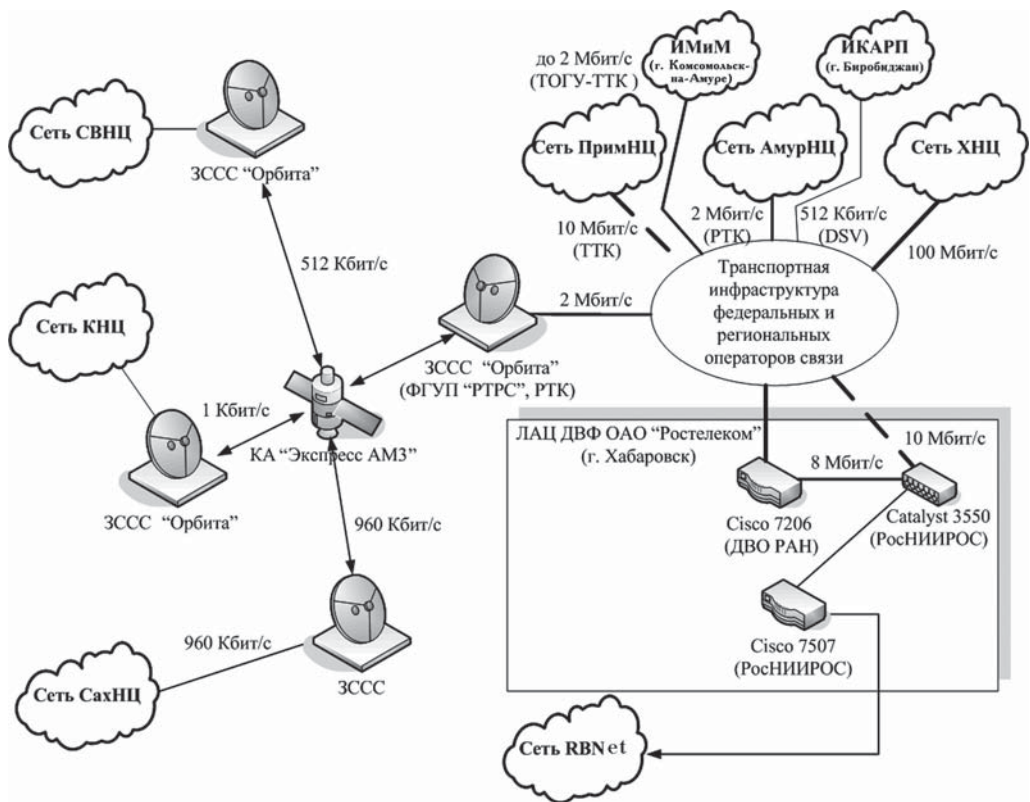 до 2 Мбит/с
(ТОГУ-ТТК)
ИМиМ
(г. Комсомольск-
на-Амуре)
ИКАРП
(г. Биробиджан)
Сеть СВНЦ
ЗССС “Орбита”
Сеть ПримНЦ
Сеть АмурНЦ
Сеть ХНЦ
10 Мбит/с
(ТТК)
2 Мбит/с
(РТК)
512 Кбит/с
(DSV)
100 Мбит/с
512 Кбит/с
Транспортная
инфраструктура
федеральных и
региональных
операторов связи
2 Мбит/с
Сеть КНЦ
ЗССС “Орбита”
(ФГУП “РТРС”, РТК)
1 Кбит/с
КА “Экспресс АМ3”
ЗССС “Орбита”
ЛАЦ ДВФ ОАО “Ростелеком”
(г. Хабаровск)
10 Мбит/с
8 Мбит/с
Cisco 7206
(ДВО РАН)
Catalyst 3550
(РосНИИРОС)
960 Кбит/с
Cisco 7507
(РосНИИРОС)
960 Кбит/с
ЗССС
Сеть СахНЦ
Сеть RBNet